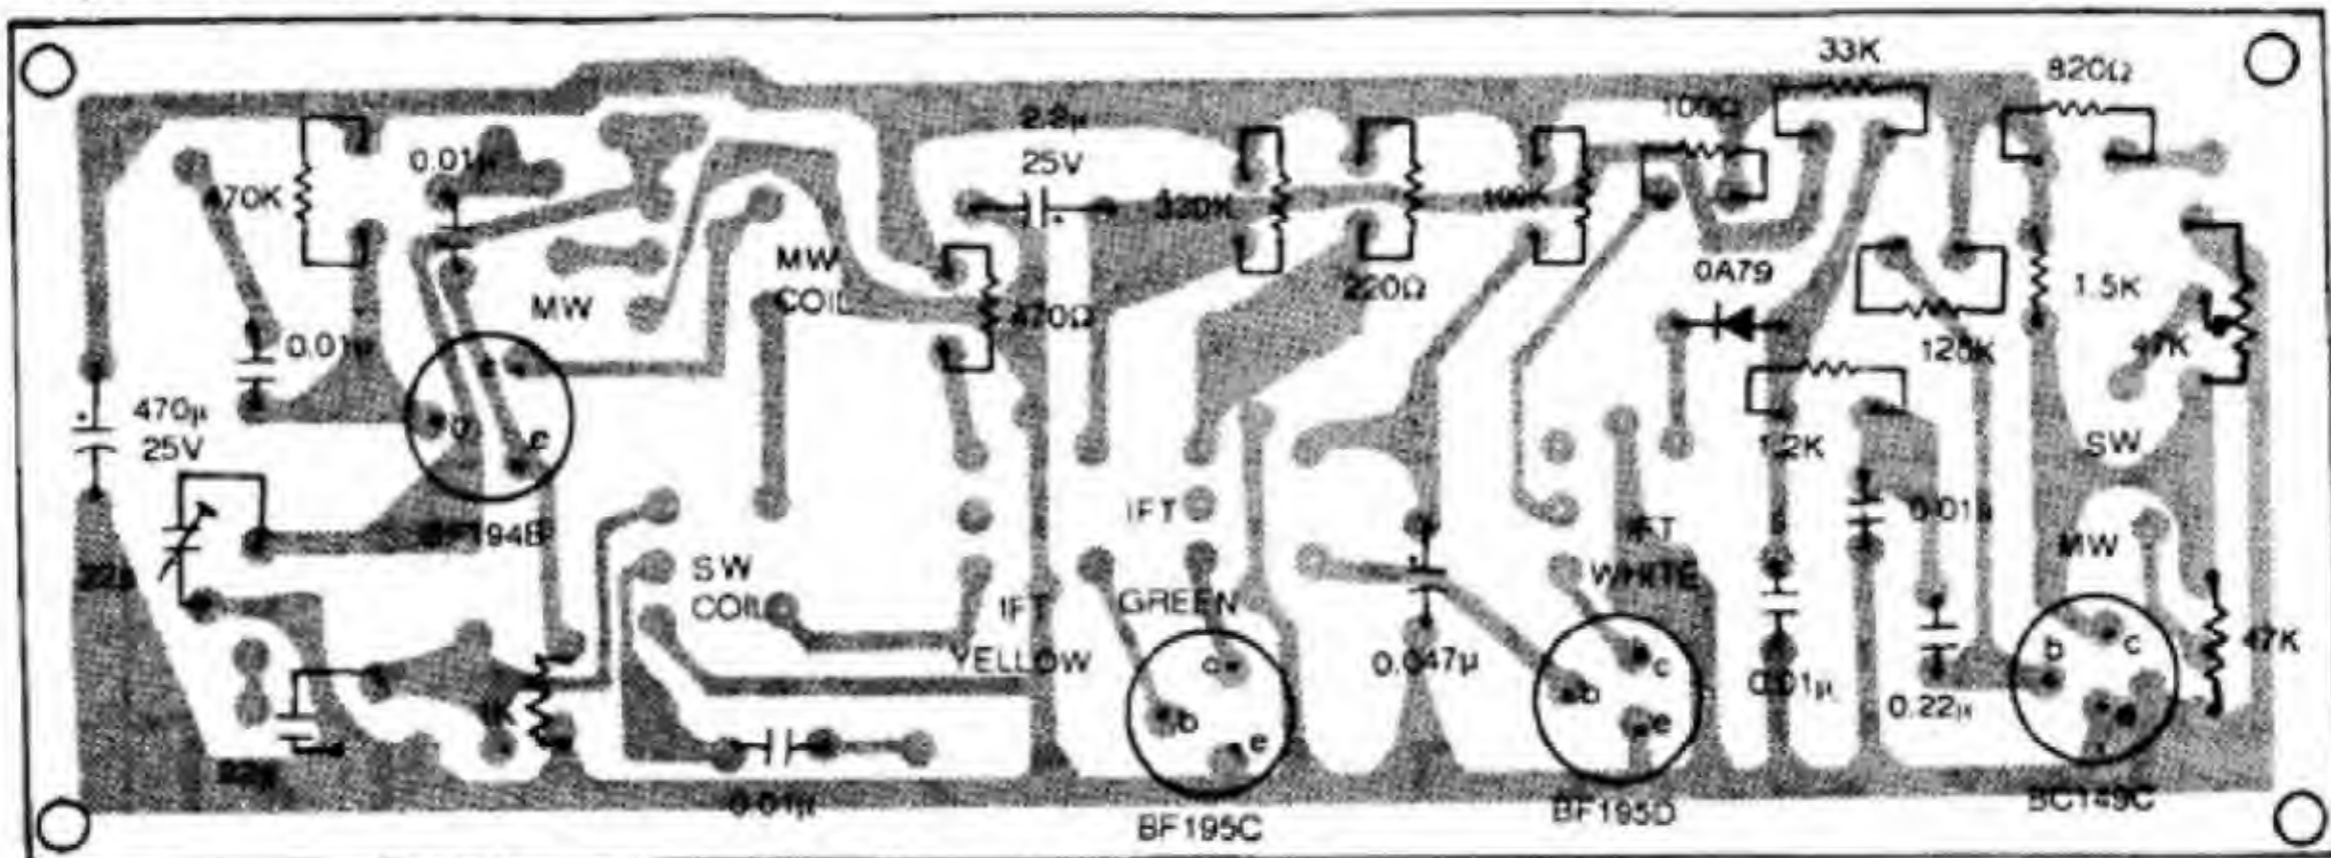 33K
820Ω
100Ω
2.2µ
25V
0.01µ
470K
330K
100K
MW
COIL
MW
470Ω
220Ω
0A79
1.5K
47K
120K
0.01µ
c
b
e
470µ
25V
1.2K
SW
BF194B
IFT
IFT
WHITE
0.01µ
MW
22p
SW
COIL
IFT
YELLOW
GREEN
c
b
e
0.047µ
c
b
e
0.01µ
0.22µ
b
c
e
47K
1K
0.01µ
BF195C
BF195D
BC149C